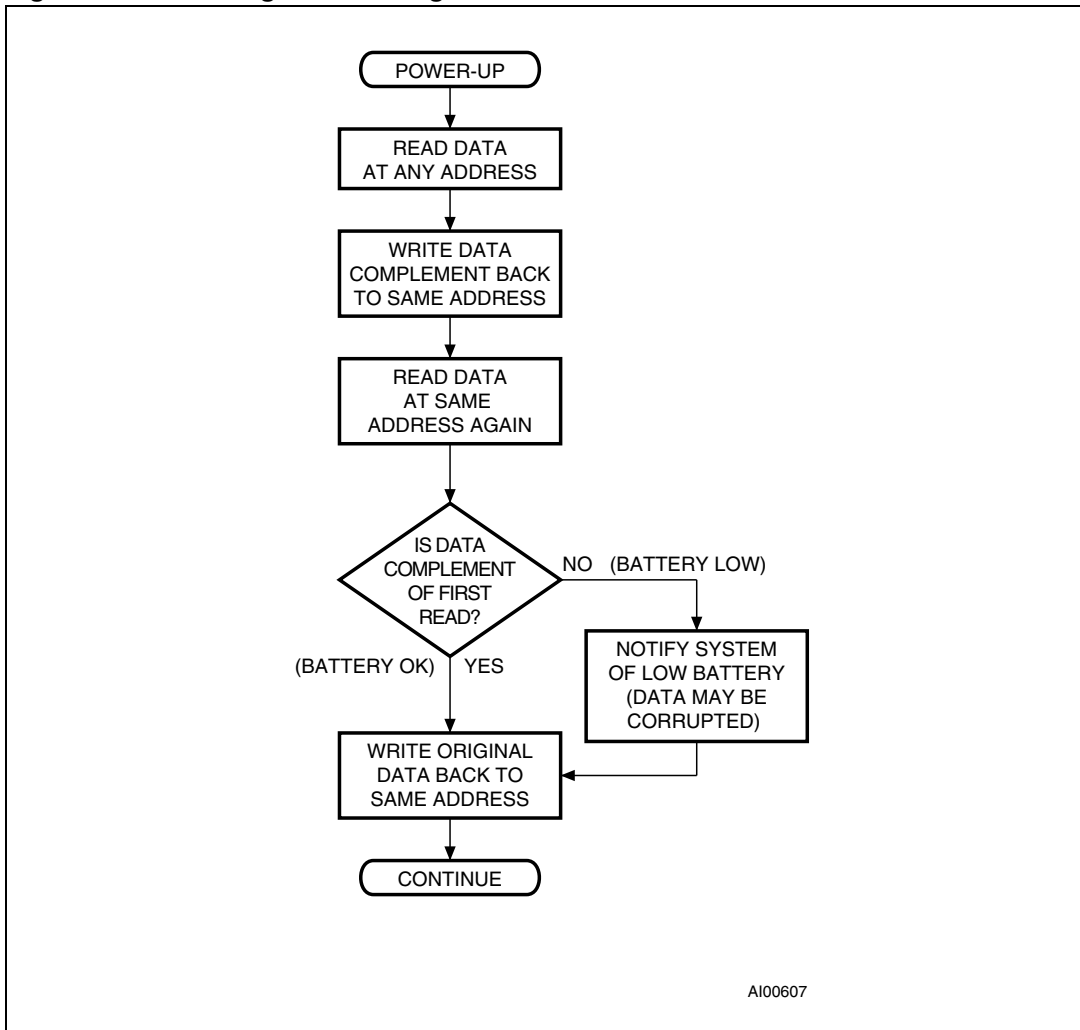 POWER-UP
READ DATA
AT ANY ADDRESS
WRITE DATA
COMPLEMENT BACK
TO SAME ADDRESS
READ DATA
AT SAME
ADDRESS AGAIN
IS DATA
COMPLEMENT
OF FIRST
READ?
NO (BATTERY LOW)
NOTIFY SYSTEM
OF LOW BATTERY
(DATA MAY BE
CORRUPTED)
(BATTERY OK) YES
WRITE ORIGINAL
DATA BACK TO
SAME ADDRESS
CONTINUE
AI00607